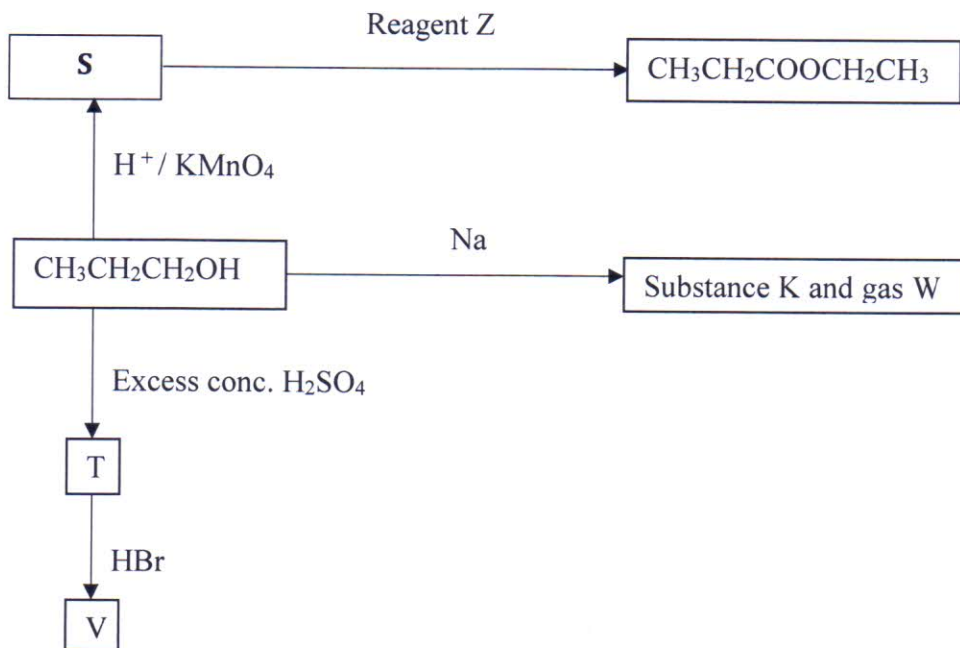 Reagent Z
S
CH₃CH₂COOCH₂CH₃
H⁺/ KMnO₄
Na
CH₃CH₂CH₂OH
Substance K and gas W
Excess conc. H₂SO₄
T
HBr
V